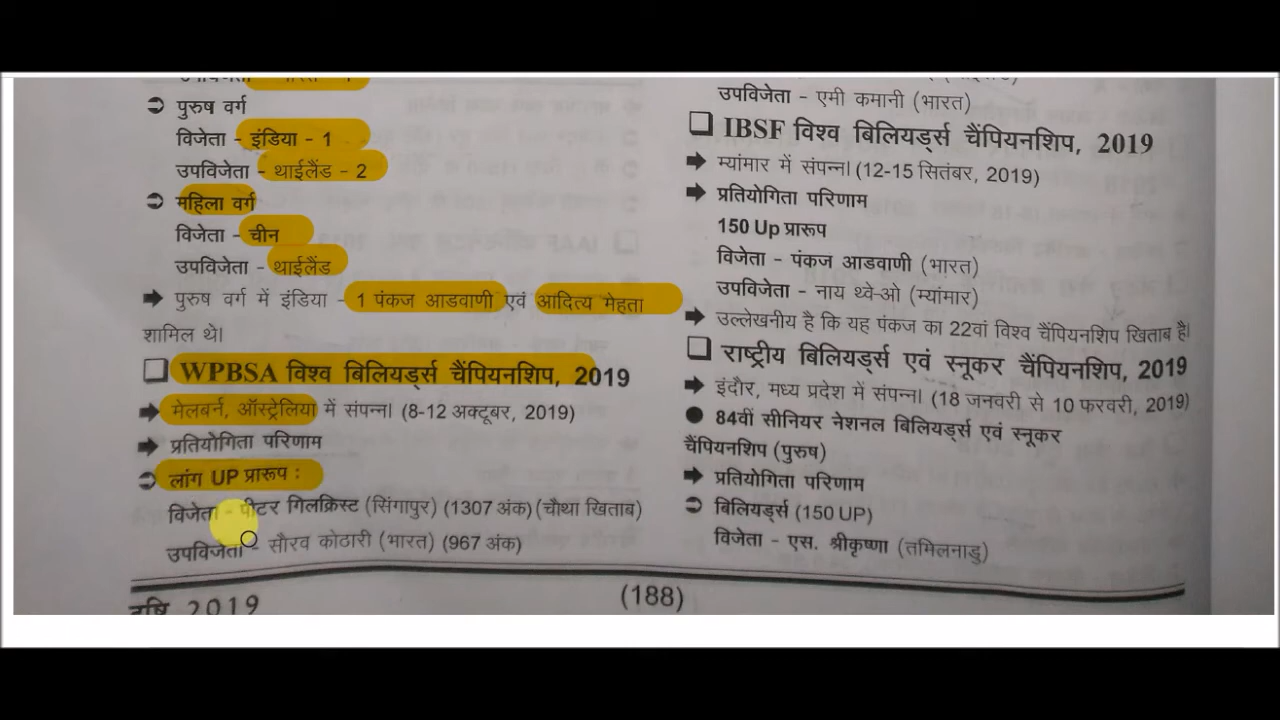 पुरुष वर्ग
विजेता - इंडिया - 1
उपविजेता - थाईलैंड - 2
महिला वर्ग
विजेता - चीन
उपविजेता - थाईलैंड
पुरुष वर्ग में इंडिया - 1 पंकज आडवाणी एवं आदित्य मेहता
शामिल थे।
WPBSA विश्व बिलियर्ड्स चैंपियनशिप, 2019
मेलबर्न, ऑस्ट्रेलिया में संपन्न। (8-12 अक्टूबर, 2019)
प्रतियोगिता परिणाम
लांग UP प्रारूप :
विजेता - पीटर गिलक्रिस्ट (सिंगापुर) (1307 अंक) (चौथा खिताब)
उपविजेता - सौरव कोठारी (भारत) (967 अंक)
उपविजेता - एमी कमानी (भारत)
IBSF विश्व बिलियर्ड्स चैंपियनशिप, 2019
म्यांमार में संपन्न। (12-15 सितंबर, 2019)
प्रतियोगिता परिणाम
150 Up प्रारूप
विजेता - पंकज आडवाणी (भारत)
उपविजेता - नाय थ्वे-ओ (म्यांमार)
उल्लेखनीय है कि यह पंकज का 22वां विश्व चैंपियनशिप खिताब है।
राष्ट्रीय बिलियर्ड्स एवं स्नूकर चैंपियनशिप, 2019
इंदौर, मध्य प्रदेश में संपन्न। (18 जनवरी से 10 फरवरी, 2019)
84वीं सीनियर नेशनल बिलियर्ड्स एवं स्नूकर
चैंपियनशिप (पुरुष)
प्रतियोगिता परिणाम
बिलियर्ड्स (150 UP)
विजेता - एस. श्रीकृष्णा (तमिलनाडु)
2019
(188)